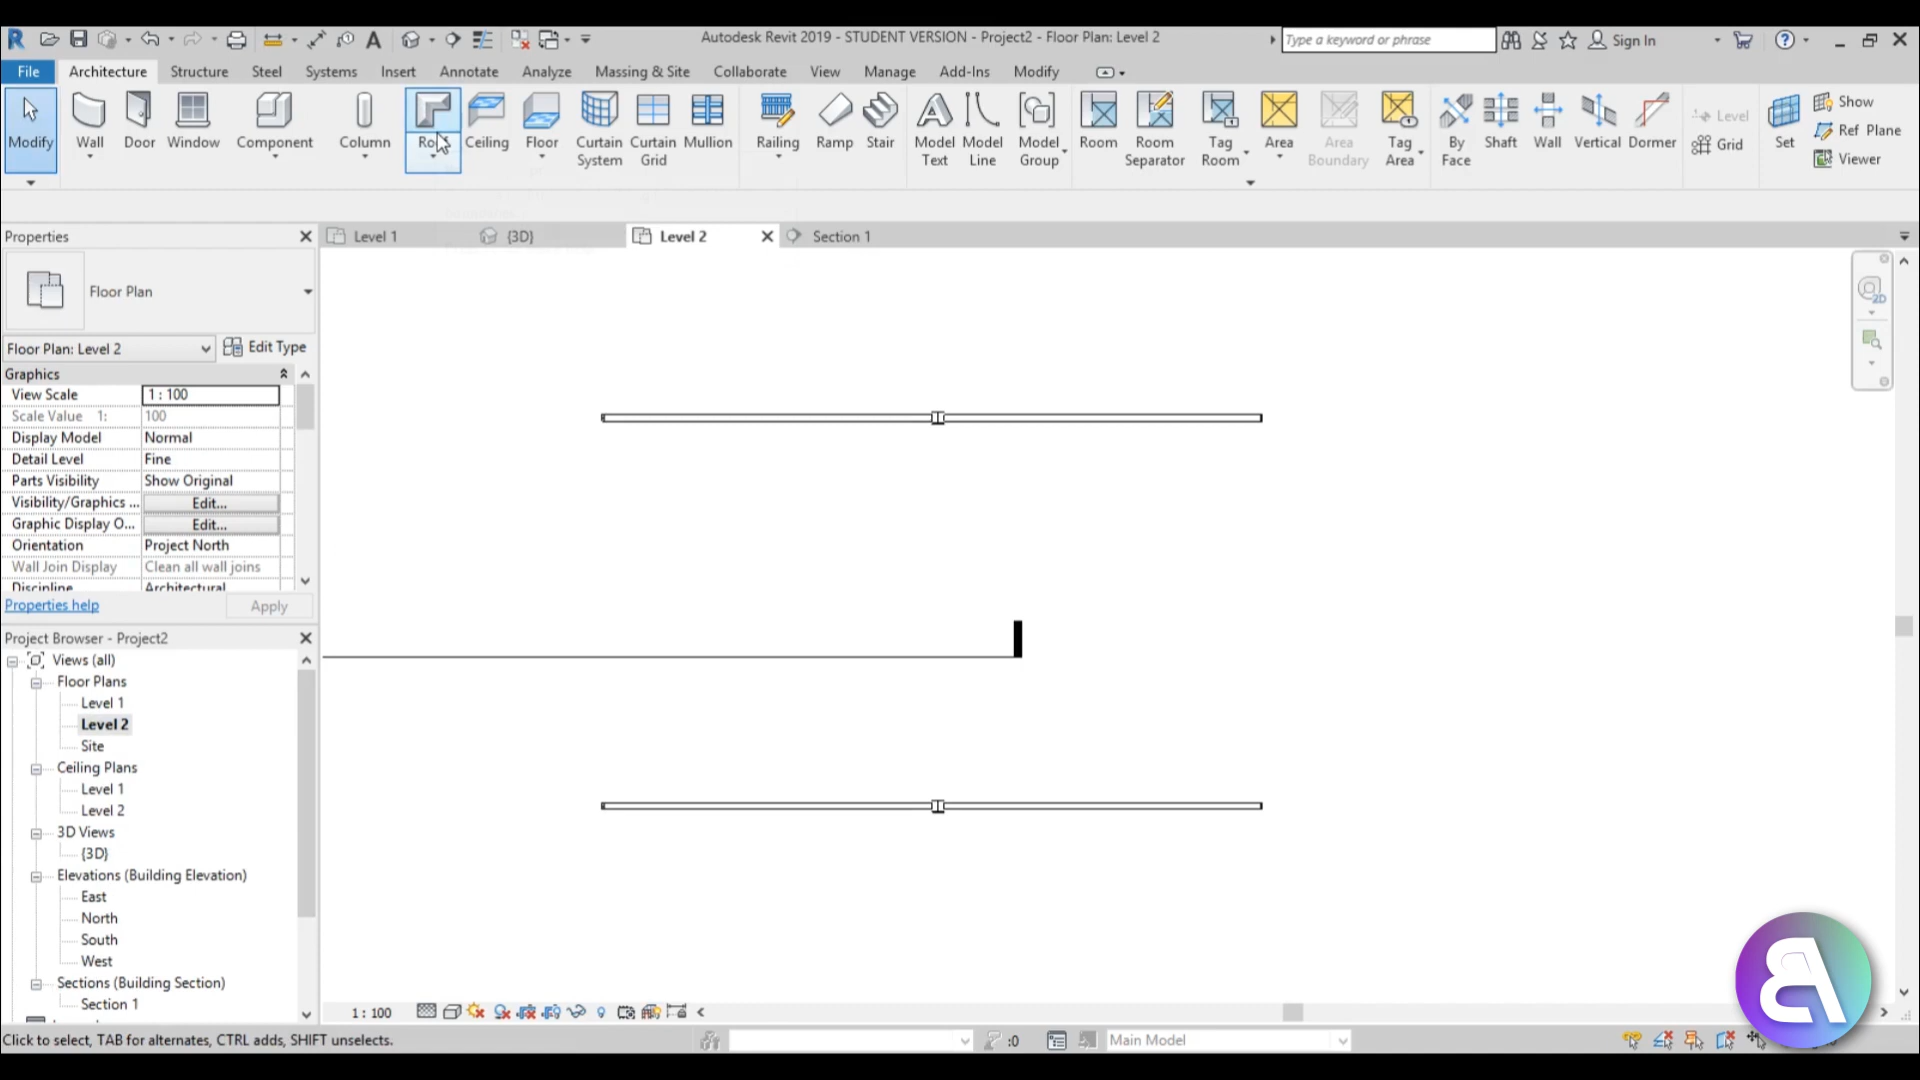 Autodesk Revit 2019 - STUDENT VERSION - Project2 - Floor Plan: Level 2
Type a keyword or phrase
Sign In
File Architecture Structure Steel Systems Insert Annotate Analyze Massing & Site Collaborate View Manage Add-Ins Modify
Modify Wall Door Window Component Column Ceiling Floor Curtain System Curtain Grid Mullion Railing Ramp Stair Model Text Model Line Model Group Room Room Separator Tag Room Area Area Boundary Tag Area By Face Shaft Wall Vertical Dormer Level Grid Set Show Ref Plane Viewer
Properties
Level 1 {3D} Level 2 Section 1
Floor Plan
Floor Plan: Level 2 Edit Type
Graphics
View Scale 1 : 100
Scale Value 1: 100
Display Model Normal
Detail Level Fine
Parts Visibility Show Original
Visibility/Graphics ... Edit...
Graphic Display O... Edit...
Orientation Project North
Wall Join Display Clean all wall joins
Discipline Architectural
Properties help Apply
Project Browser - Project2
Views (all)
Floor Plans
Level 1
Level 2
Site
Ceiling Plans
Level 1
Level 2
3D Views
{3D}
Elevations (Building Elevation)
East
North
South
West
Sections (Building Section)
Section 1
1 : 100
Click to select, TAB for alternates, CTRL adds, SHIFT unselects.
:0
Main Model